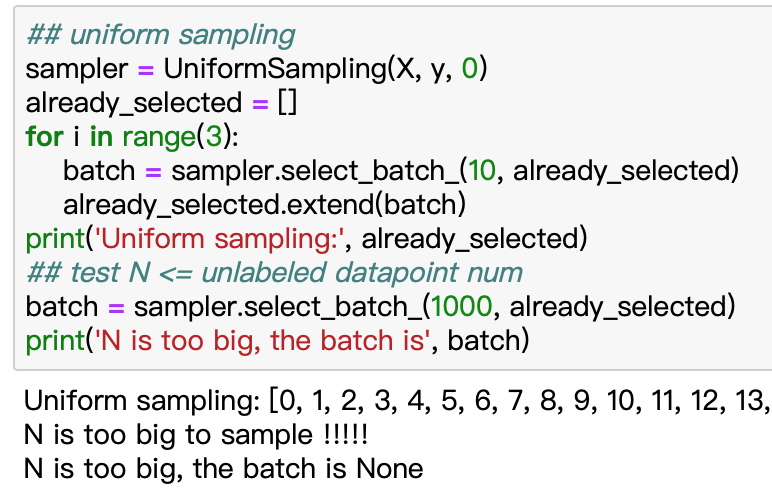 ## uniform sampling
sampler = UniformSampling(X, y, 0)
already_selected = []
for i in range(3):
    batch = sampler.select_batch_(10, already_selected)
    already_selected.extend(batch)
print('Uniform sampling:', already_selected)
## test N <= unlabeled datapoint num
batch = sampler.select_batch_(1000, already_selected)
print('N is too big, the batch is', batch)
Uniform sampling: [0, 1, 2, 3, 4, 5, 6, 7, 8, 9, 10, 11, 12, 13,
N is too big to sample !!!!!
N is too big, the batch is None